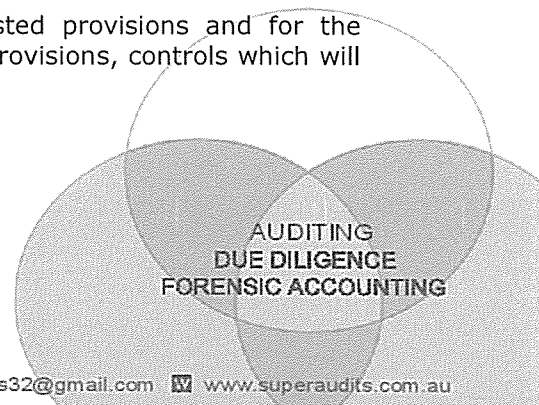 sted provisions and for the
rovisions, controls which will
AUDITING
DUE DILIGENCE
FORENSIC ACCOUNTING
s32@gmail.com W www.superaudits.com.au